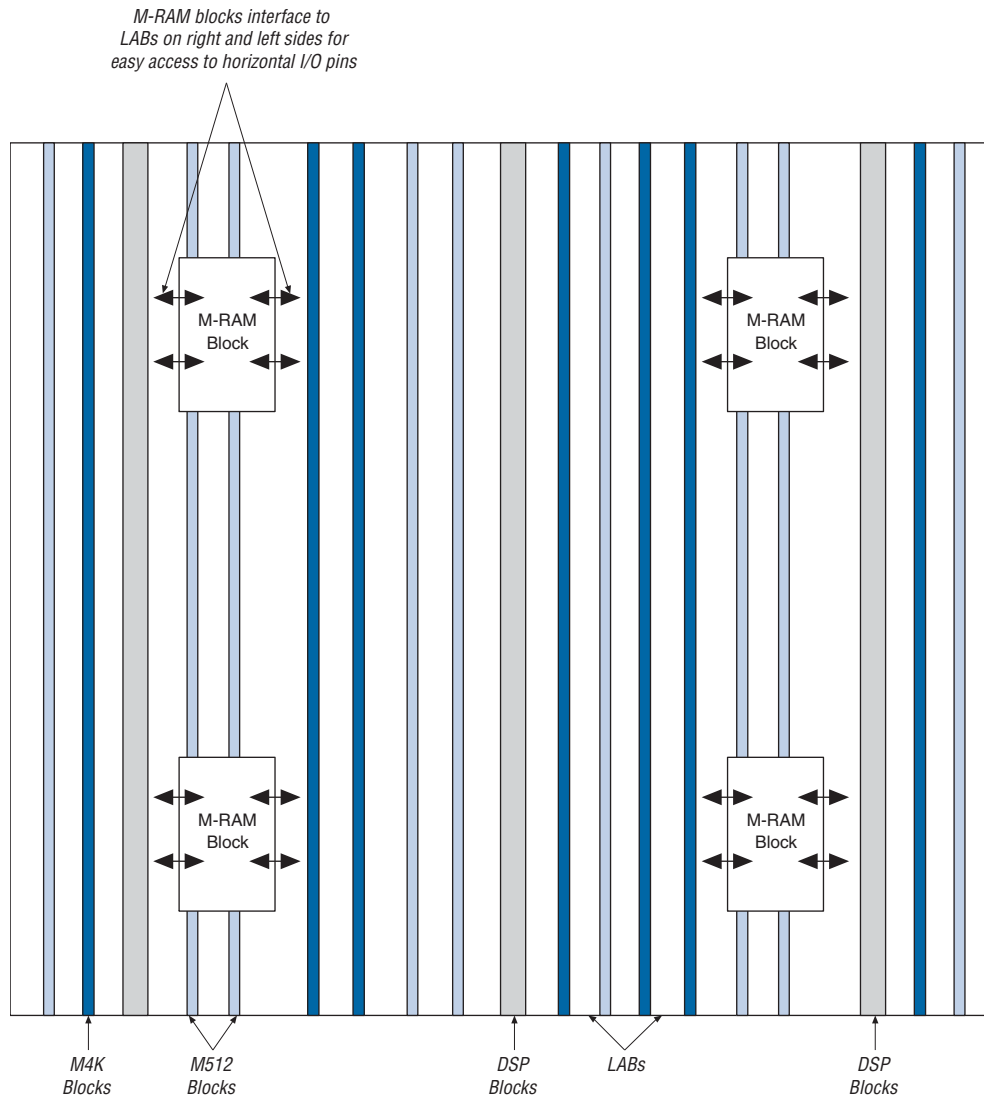 M-RAM blocks interface to
LABs on right and left sides for
easy access to horizontal I/O pins
M-RAM
Block
M-RAM
Block
M-RAM
Block
M-RAM
Block
M4K
Blocks
M512
Blocks
DSP
Blocks
LABs
DSP
Blocks